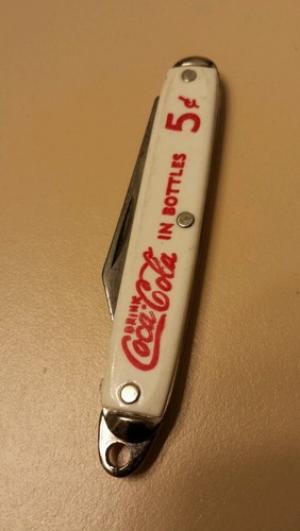 DRINK
Coca-Cola IN BOTTLES 5¢